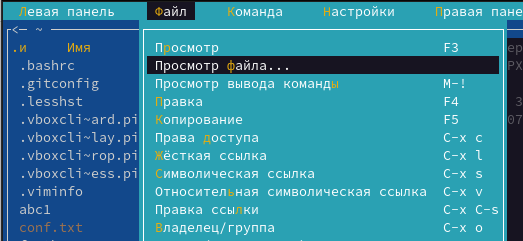 Левая панель Файл Команда Настройки Правая пане
<— ~
.и Имя
Просмотр F3
.bashrc Просмотр файла...
.gitconfig Просмотр вывода команды M-!
.lesshst Правка F4
.vboxcli~ard.pi Копирование F5
.vboxcli~lay.pi Права доступа C-x c
.vboxcli~rop.pi Жёсткая ссылка C-x l
.vboxcli~ess.pi Символическая ссылка C-x s
.viminfo Относительная символическая ссылка C-x v
abc1 Правка ссылки C-x C-s
conf.txt Владелец/группа C-x o